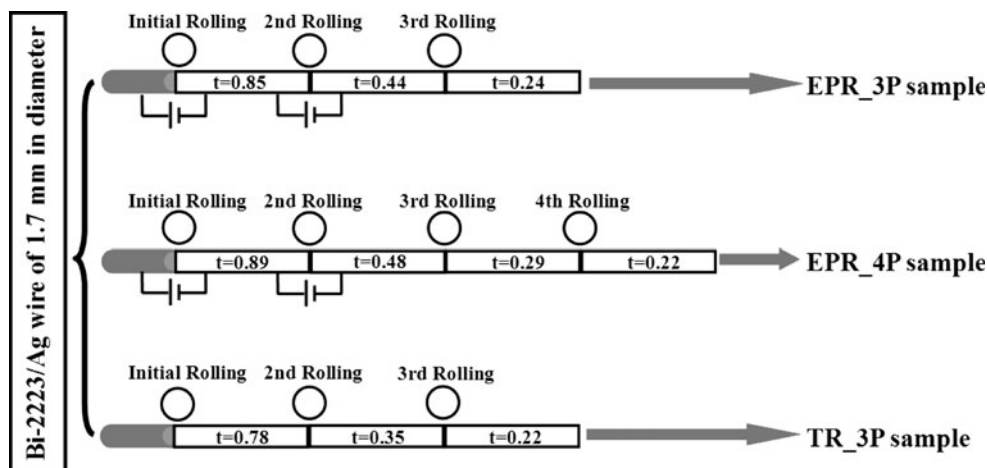 Bi-2223/Ag wire of 1.7 mm in diameter
Initial Rolling 2nd Rolling 3rd Rolling
t=0.85 t=0.44 t=0.24
EPR_3P sample
Initial Rolling 2nd Rolling 3rd Rolling 4th Rolling
t=0.89 t=0.48 t=0.29 t=0.22
EPR_4P sample
Initial Rolling 2nd Rolling 3rd Rolling
t=0.78 t=0.35 t=0.22
TR_3P sample